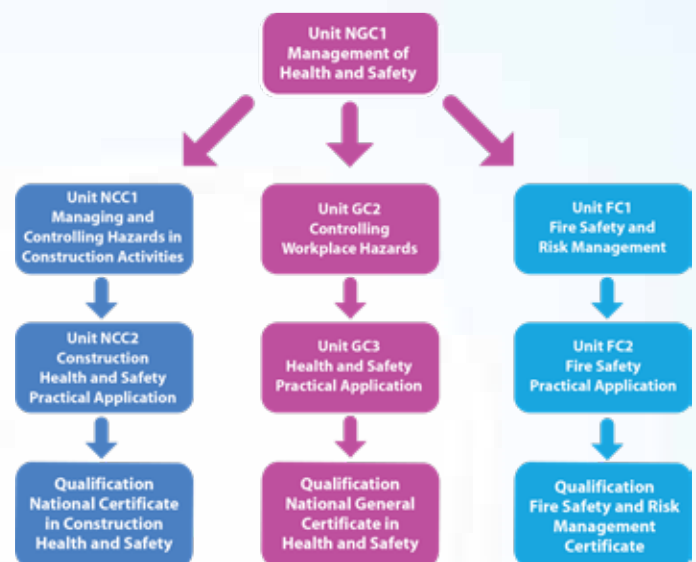 Unit NGC1
Management of
Health and Safety
Unit NCC1
Managing and
Controlling Hazards in
Construction Activities
Unit GC2
Controlling
Workplace Hazards
Unit FC1
Fire Safety and
Risk Management
Unit NCC2
Construction
Health and Safety
Practical Application
Unit GC3
Health and Safety
Practical Application
Unit FC2
Fire Safety
Practical Application
Qualification
National Certificate
in Construction
Health and Safety
Qualification
National General
Certificate in
Health and Safety
Qualification
Fire Safety and Risk
Management
Certificate